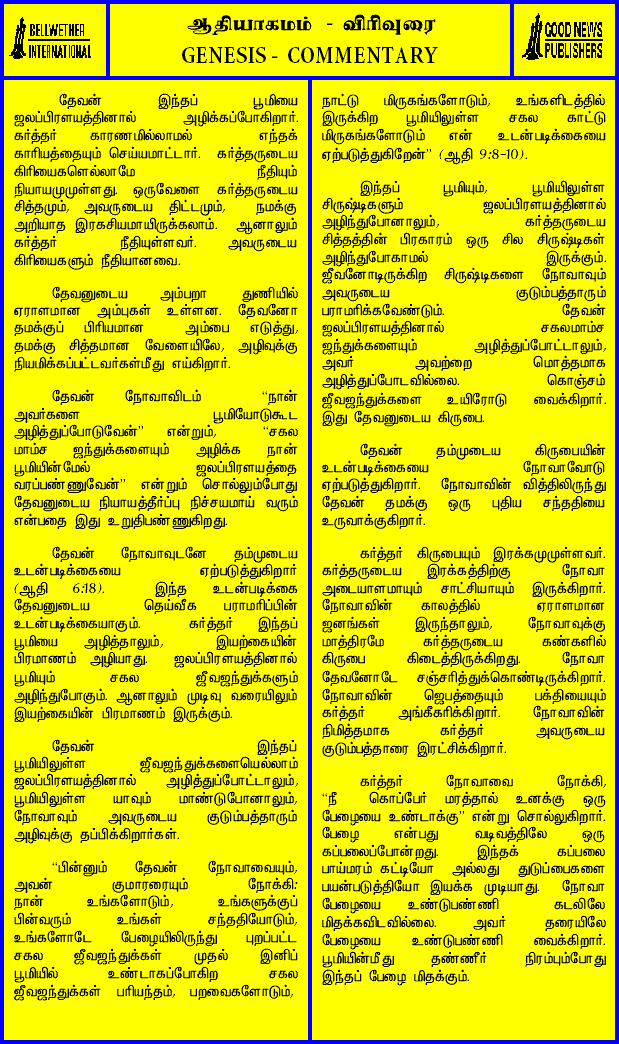 BELLWETHER
INTERNATIONAL
ஆதியாகமம் - விரிவுரை
GENESIS - COMMENTARY
GOOD NEWS
PUBLISHERS
தேவன் இந்தப் பூமியை
ஜலப்பிரளயத்தினால் அழிக்கப்போகிறார்.
கர்த்தர் காரணமில்லாமல் எந்தக்
காரியத்தையும் செய்யமாட்டார். கர்த்தருடைய
கிரியைகளெல்லாமே நீதியும்
நியாயமுமுள்ளது. ஒருவேளை கர்த்தருடைய
சித்தமும், அவருடைய திட்டமும், நமக்கு
அறியாத இரகசியமாயிருக்கலாம். ஆனாலும்
கர்த்தர் நீதியுள்ளவர். அவருடைய
கிரியைகளும் நீதியானவை.
தேவனுடைய அம்பறா துணியில்
ஏராளமான அம்புகள் உள்ளன. தேவனோ
தமக்குப் பிரியமான அம்பை எடுத்து,
தமக்கு சித்தமான வேளையிலே, அழிவுக்கு
நியமிக்கப்பட்டவர்கள்மீது எய்கிறார்.
தேவன் நோவாவிடம் “நான்
அவர்களை பூமியோடுகூட
அழித்துப்போடுவேன்” என்றும், “சகல
மாம்ச ஜந்துக்களையும் அழிக்க நான்
பூமியின்மேல் ஜலப்பிரளயத்தை
வரப்பண்ணுவேன்” என்றும் சொல்லும்போது
தேவனுடைய நியாயத்தீர்ப்பு நிச்சயமாய் வரும்
என்பதை இது உறுதிபண்ணுகிறது.
தேவன் நோவாவுடனே தம்முடைய
உடன்படிக்கையை ஏற்படுத்துகிறார்
(ஆதி 6:18). இந்த உடன்படிக்கை
தேவனுடைய தெய்வீக பராமரிப்பின்
உடன்படிக்கையாகும். கர்த்தர் இந்தப்
பூமியை அழித்தாலும், இயற்கையின்
பிரமாணம் அழியாது. ஜலப்பிரளயத்தினால்
பூமியும் சகல ஜீவஜந்துக்களும்
அழிந்துபோகும். ஆனாலும் முடிவு வரையிலும்
இயற்கையின் பிரமாணம் இருக்கும்.
தேவன் இந்தப்
பூமியிலுள்ள ஜீவஜந்துக்களையெல்லாம்
ஜலப்பிரளயத்தினால் அழித்துப்போட்டாலும்,
பூமியிலுள்ள யாவும் மாண்டுபோனாலும்,
நோவாவும் அவருடைய குடும்பத்தாரும்
அழிவுக்கு தப்பிக்கிறார்கள்.
“பின்னும் தேவன் நோவாவையும்,
அவன் குமாரரையும் நோக்கி:
நான் உங்களோடும், உங்களுக்குப்
பின்வரும் உங்கள் சந்ததியோடும்,
உங்களோடே பேழையிலிருந்து புறப்பட்ட
சகல ஜீவஜந்துக்கள் முதல் இனிப்
பூமியில் உண்டாகப்போகிற சகல
ஜீவஜந்துக்கள் பரியந்தம், பறவைகளோடும்,
நாட்டு மிருகங்களோடும், உங்களிடத்தில்
இருக்கிற பூமியிலுள்ள சகல காட்டு
மிருகங்களோடும் என் உடன்படிக்கையை
ஏற்படுத்துகிறேன்” (ஆதி 9:8-10).
இந்தப் பூமியும், பூமியிலுள்ள
சிருஷ்டிகளும் ஜலப்பிரளயத்தினால்
அழிந்துபோனாலும், கர்த்தருடைய
சித்தத்தின் பிரகாரம் ஒரு சில சிருஷ்டிகள்
அழிந்துபோகாமல் இருக்கும்.
ஜீவனோடிருக்கிற சிருஷ்டிகளை நோவாவும்
அவருடைய குடும்பத்தாரும்
பராமரிக்கவேண்டும். தேவன்
ஜலப்பிரளயத்தினால் சகலமாம்ச
ஜந்துக்களையும் அழித்துப்போட்டாலும்,
அவர் அவற்றை மொத்தமாக
அழித்துப்போடவில்லை. கொஞ்சம்
ஜீவஜந்துக்களை உயிரோடு வைக்கிறார்.
இது தேவனுடைய கிருபை.
தேவன் தம்முடைய கிருபையின்
உடன்படிக்கையை நோவாவோடு
ஏற்படுத்துகிறார். நோவாவின் வித்திலிருந்து
தேவன் தமக்கு ஒரு புதிய சந்ததியை
உருவாக்குகிறார்.
கர்த்தர் கிருபையும் இரக்கமுமுள்ளவர்.
கர்த்தருடைய இரக்கத்திற்கு நோவா
அடையாளமாயும் சாட்சியாயும் இருக்கிறார்.
நோவாவின் காலத்தில் ஏராளமான
ஜனங்கள் இருந்தாலும், நோவாவுக்கு
மாத்திரமே கர்த்தருடைய கண்களில்
கிருபை கிடைத்திருக்கிறது. நோவா
தேவனோடே சஞ்சரித்துக்கொண்டிருக்கிறார்.
நோவாவின் ஜெபத்தையும் பக்தியையும்
கர்த்தர் அங்கீகரிக்கிறார். நோவாவின்
நிமித்தமாக கர்த்தர் அவருடைய
குடும்பத்தாரை இரட்சிக்கிறார்.
கர்த்தர் நோவாவை நோக்கி,
“நீ கொப்பேர் மரத்தால் உனக்கு ஒரு
பேழையை உண்டாக்கு” என்று சொல்லுகிறார்.
பேழை என்பது வடிவத்திலே ஒரு
கப்பலைப்போன்றது. இந்தக் கப்பலை
பாய்மரம் கட்டியோ அல்லது துடுப்பைகளை
பயன்படுத்தியோ இயக்க முடியாது. நோவா
பேழையை உண்டுபண்ணி கடலிலே
மிதக்கவிடவில்லை. அவர் தரையிலே
பேழையை உண்டுபண்ணி வைக்கிறார்.
பூமியின்மீது தண்ணீர் நிரம்பும்போது
இந்தப் பேழை மிதக்கும்.